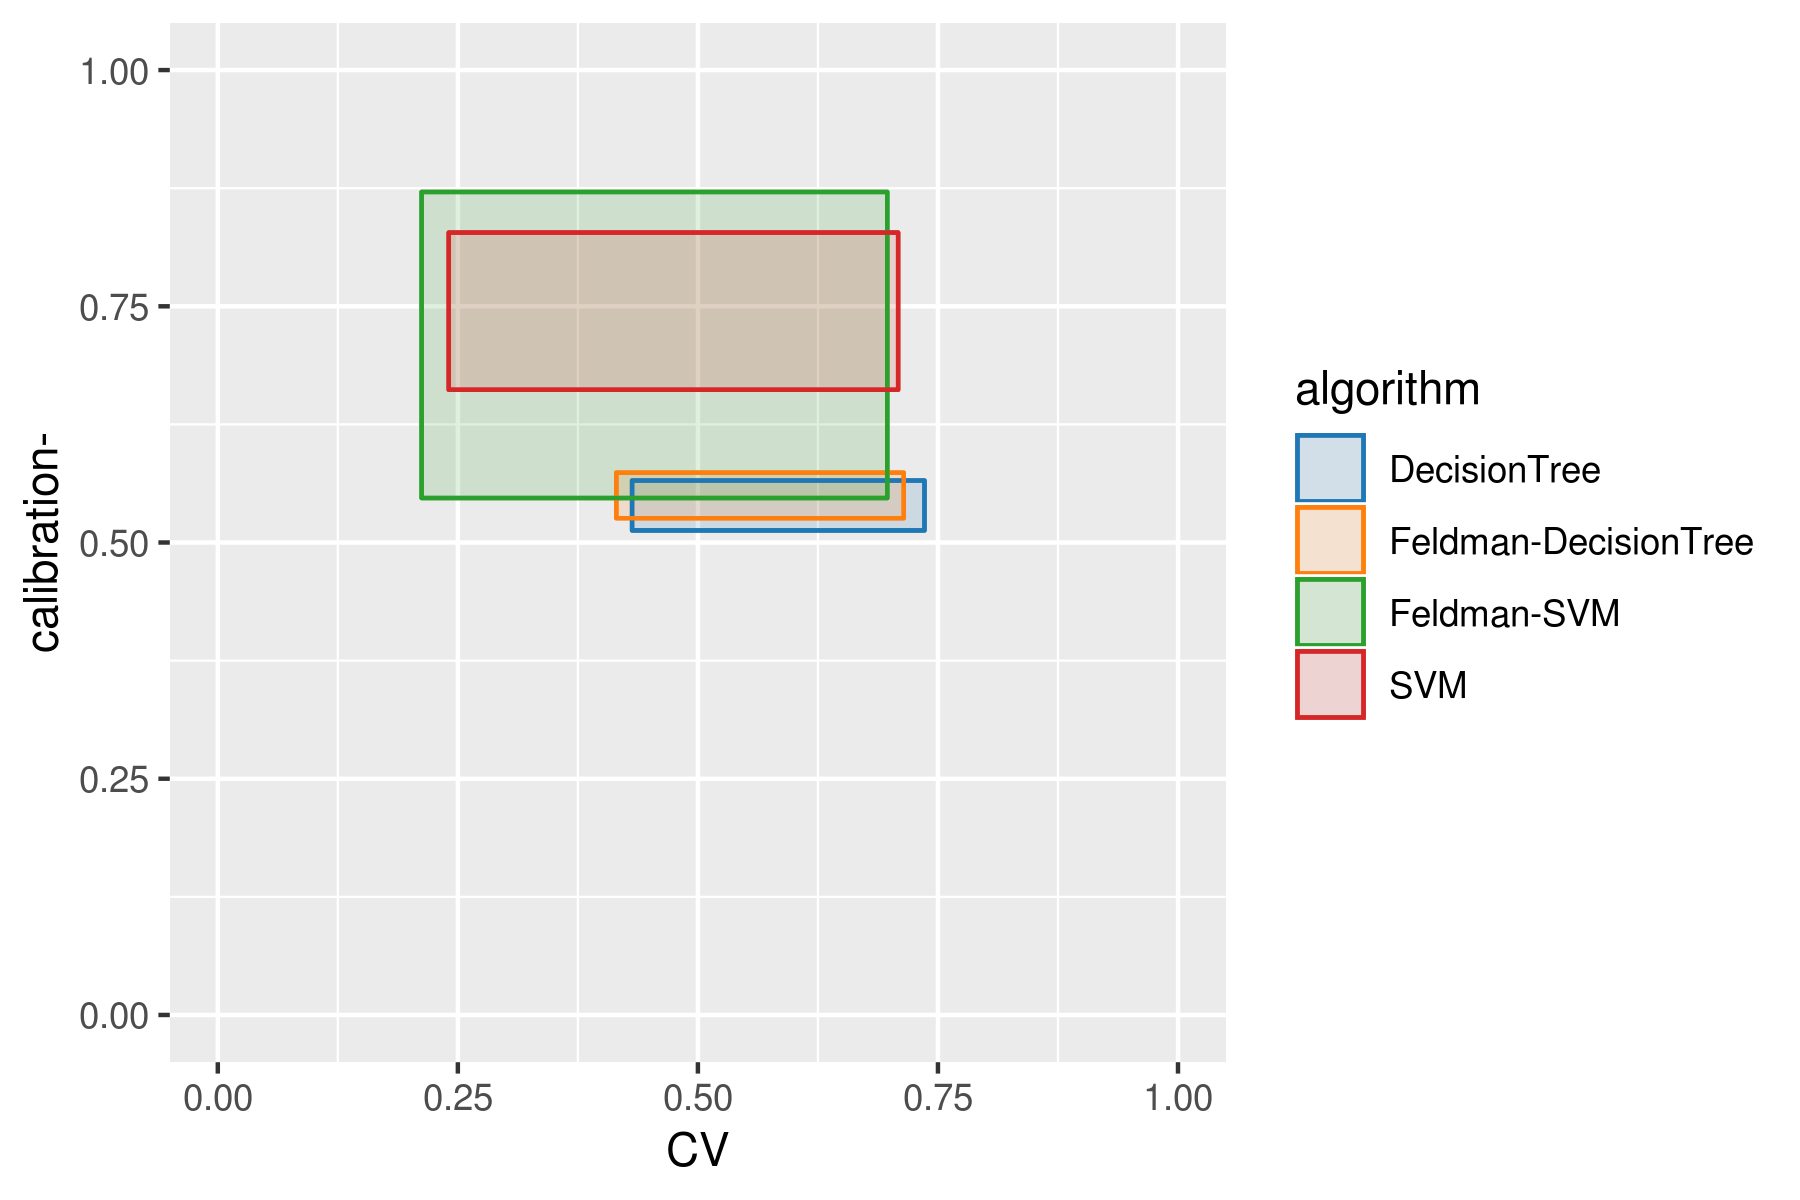 calibration-
1.00
0.75
0.50
0.25
0.00
0.00 0.25 0.50 0.75 1.00
CV
algorithm
DecisionTree
Feldman-DecisionTree
Feldman-SVM
SVM